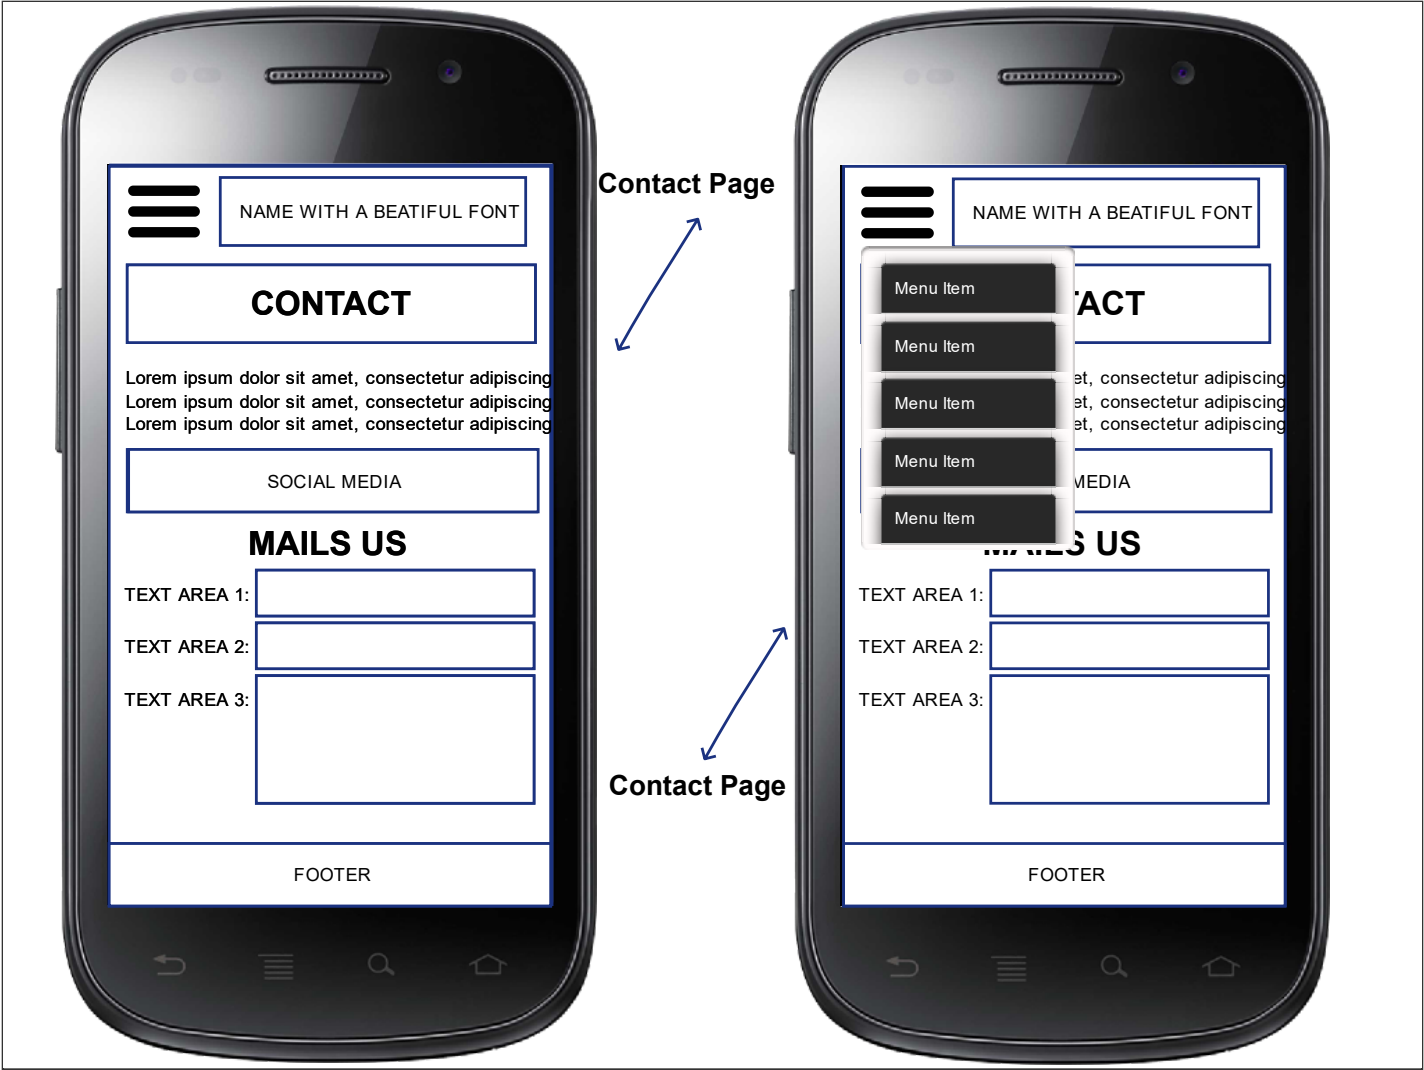 NAME WITH A BEATIFUL FONT
CONTACT
Lorem ipsum dolor sit amet, consectetur adipiscing
Lorem ipsum dolor sit amet, consectetur adipiscing
Lorem ipsum dolor sit amet, consectetur adipiscing
SOCIAL MEDIA
MAILS US
TEXT AREA 1:
TEXT AREA 2:
TEXT AREA 3:
FOOTER
Contact Page
Contact Page
NAME WITH A BEATIFUL FONT
TACT
Menu Item
Menu Item
Menu Item
Menu Item
Menu Item
et, consectetur adipiscing
et, consectetur adipiscing
et, consectetur adipiscing
MEDIA
MAILS US
TEXT AREA 1:
TEXT AREA 2:
TEXT AREA 3:
FOOTER